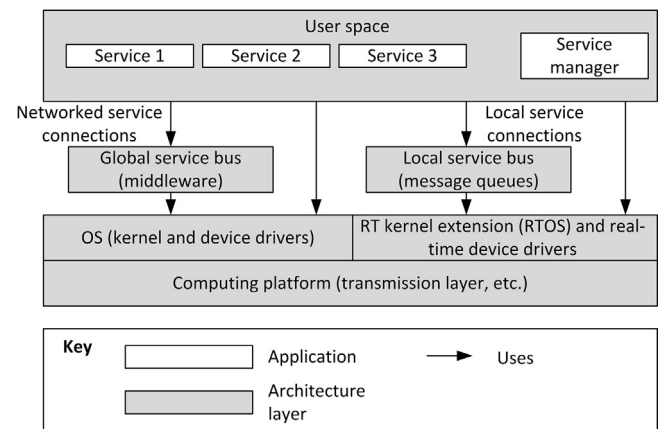 User space
Service 1
Service 2
Service 3
Service
manager
Networked service
connections
Local service
connections
Global service bus
(middleware)
Local service bus
(message queues)
OS (kernel and device drivers)
RT kernel extension (RTOS) and real-
time device drivers
Computing platform (transmission layer, etc.)
Key
Application
Uses
Architecture
layer